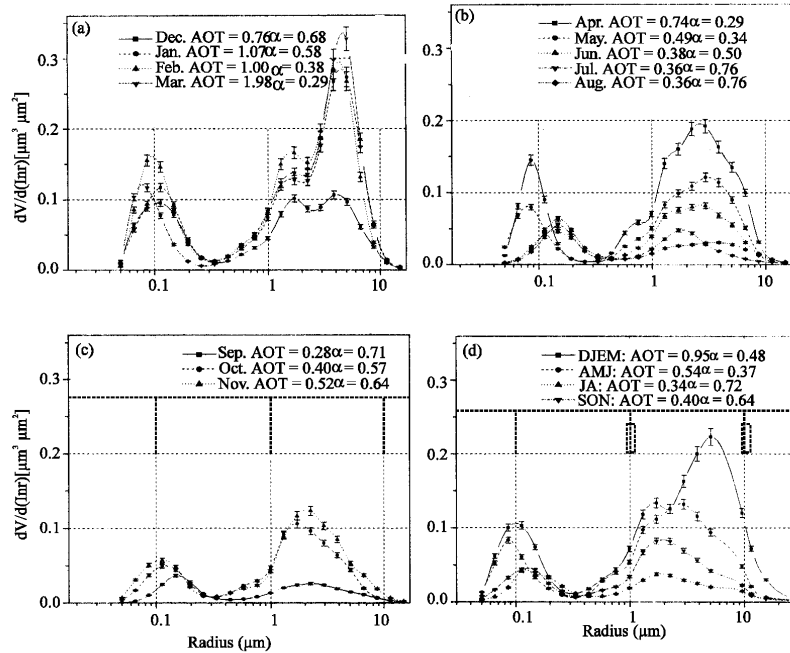 (a)
Dec. AOT = 0.76α = 0.68
Jan. AOT = 1.07α = 0.58
Feb. AOT = 1.00α = 0.38
Mar. AOT = 1.98α = 0.29
dV/d(Inr)[μm³ μm²]
0.3
0.2
0.1
0.0
0.1
1
10
(b)
Apr. AOT = 0.74α = 0.29
May. AOT = 0.49α = 0.34
Jun. AOT = 0.38α = 0.50
Jul. AOT = 0.36α = 0.76
Aug. AOT = 0.36α = 0.76
0.3
0.2
0.1
0.0
0.1
1
10
(c)
Sep. AOT = 0.28α = 0.71
Oct. AOT = 0.40α = 0.57
Nov. AOT = 0.52α = 0.64
dV/d(Inr)[μm³ μm²]
0.3
0.2
0.1
0.0
0.1
1
10
Radius (μm)
(d)
DJEM: AOT = 0.95α = 0.48
AMJ: AOT = 0.54α = 0.37
JA: AOT = 0.34α = 0.72
SON: AOT = 0.40α = 0.64
0.3
0.2
0.1
0.0
0.1
1
10
Radius (μm)